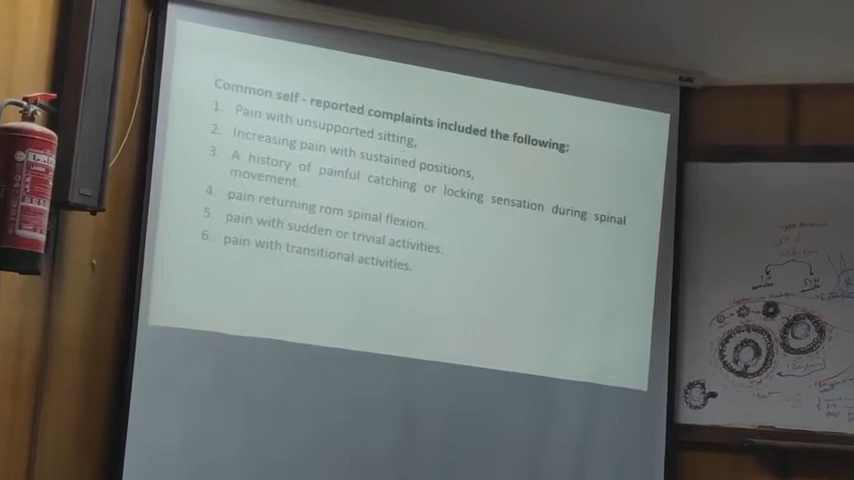 Common self - reported complaints included the following:
1. Pain with unsupported sitting,
2. Increasing pain with sustained positions,
3. A history of painful catching or locking sensation during spinal
movement.
4. pain returning rom spinal flexion.
5. pain with sudden or trivial activities.
6. pain with transitional activities.